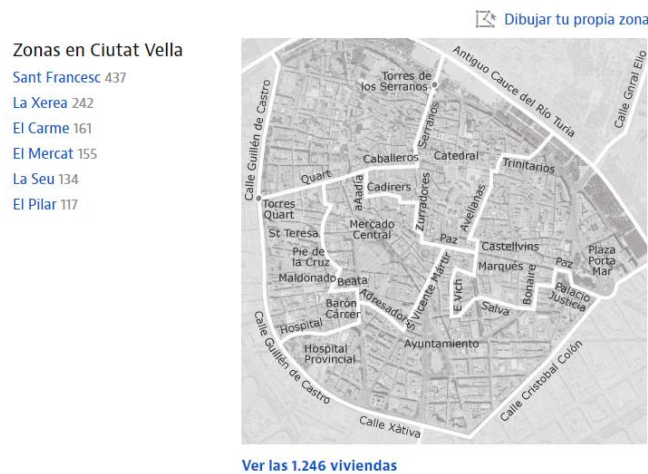 Dibujar tu propia zona
Zonas en Ciutat Vella
Sant Francesc 437
La Xerea 242
El Carme 161
El Mercat 155
La Seu 134
El Pilar 117
Antiguo Cauce del Río Turia
Calle Gnral Elio
Torres de
los Serranos
Calle Guillén de Castro
Serranos
Caballeros
Catedral
Trinitarios
Quart
Cadirers
Zurradores
Avellanas
Torres
Quart
St Teresa
Mercado
Central
Paz
Castellvins
Plaza
Porta
Mar
Pie de
la Cruz
Marqués
Paz
Maldonado
Beata
Adresadors
S. Vicente Mártir
E.Vich
Bonaire
Palacio
Justicia
Barón
Cárcer
Salva
Hospital
Ayuntamiento
Hospital
Provincial
Calle Guillén de Castro
Calle Cristobal Colón
Calle Xàtiva
Ver las 1.246 viviendas